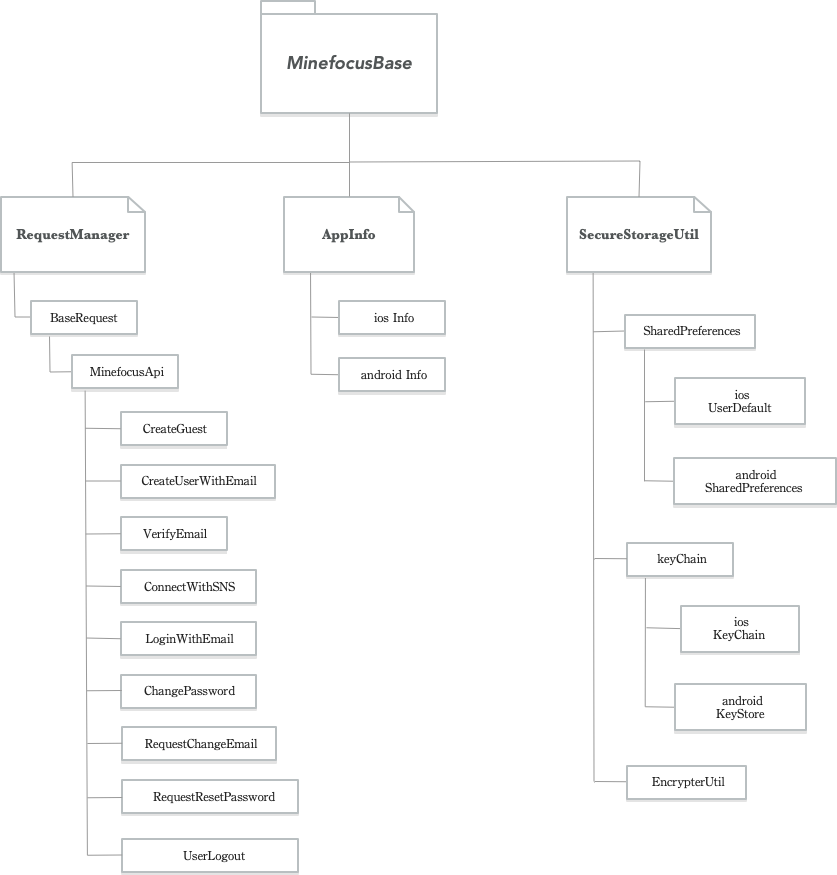 MinefocusBase
RequestManager
BaseRequest
MinefocusApi
CreateGuest
CreateUserWithEmail
VerifyEmail
ConnectWithSNS
LoginWithEmail
ChangePassword
RequestChangeEmail
RequestResetPassword
UserLogout
AppInfo
ios Info
android Info
SecureStorageUtil
SharedPreferences
ios
UserDefault
android
SharedPreferences
keyChain
ios
KeyChain
android
KeyStore
EncrypterUtil